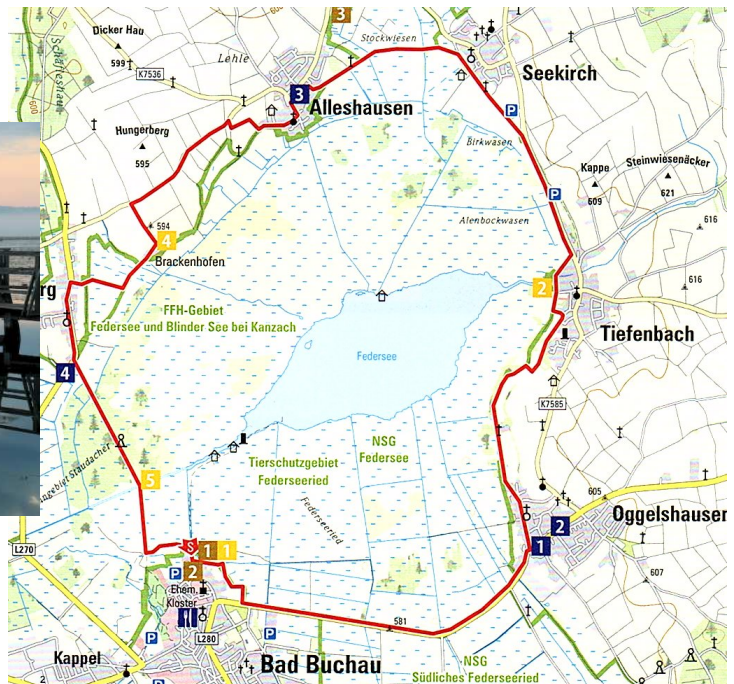 3
Dicker Hau
599
K7536
Lehle
Stockwiesen
Seekirch
3
Alleshausen
P
Hungerberg
595
Birkwasen
Kappe
609
Steinwiesenäcker
621
P
616
594
4
Alenbockwasen
Brackenhofen
616
2
rg
FFH-Gebiet
Federsee und Blinder See bei Kanzach
Tiefenbach
Federsee
4
K7585
NSG
Federsee
Tierschutzgebiet
Federseeried
5
Federseeried
605
Oggelshausen
2
1
L270
S
1
1
P
2
607
Ehem.
Kloster
581
P
L280
P
Kappel
Bad Buchau
NSG
Südliches Federseeried
2
P